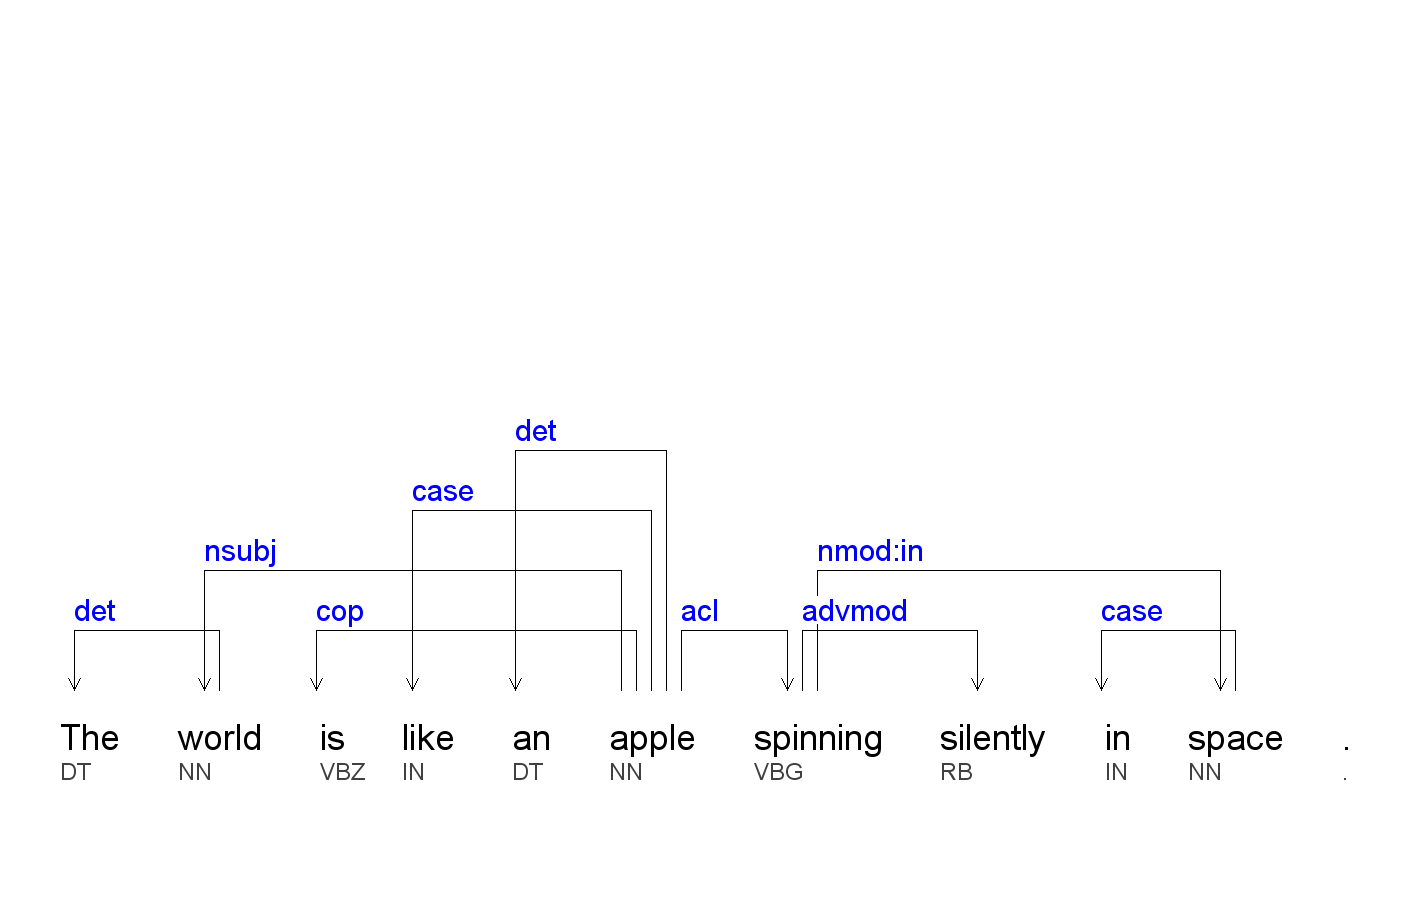 det
case
nsubj nmod:in
det cop acl advmod case
The world is like an apple spinning silently in space .
DT NN VBZ IN DT NN VBG RB IN NN .